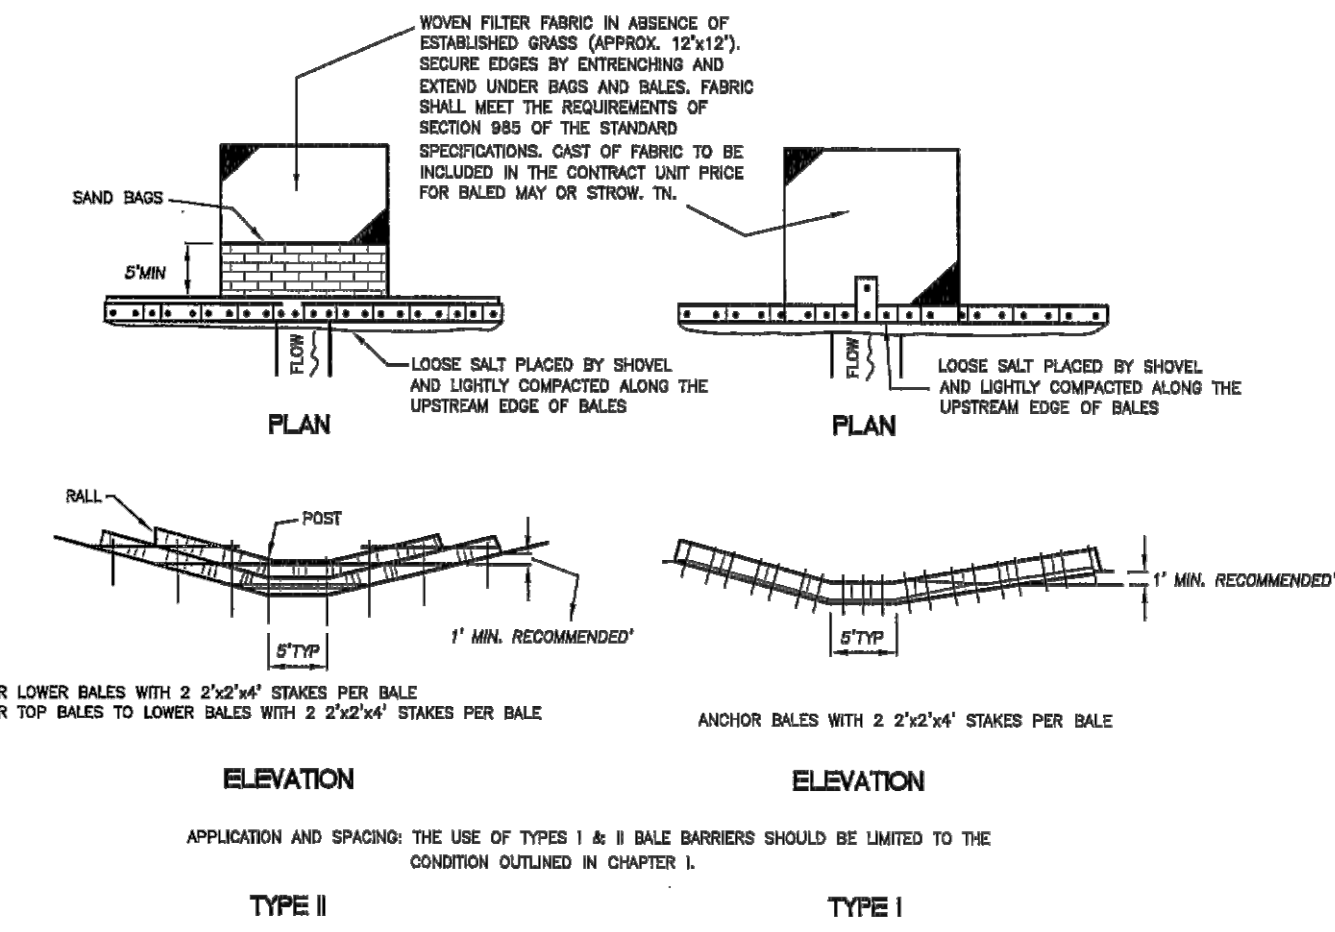 WOVEN FILTER FABRIC IN ABSENCE OF
ESTABLISHED GRASS (APPROX. 12'x12').
SECURE EDGES BY ENTRENCHING AND
EXTEND UNDER BAGS AND BALES. FABRIC
SHALL MEET THE REQUIREMENTS OF
SECTION 985 OF THE STANDARD
SPECIFICATIONS. CAST OF FABRIC TO BE
INCLUDED IN THE CONTRACT UNIT PRICE
FOR BALED MAY OR STROW. TN.
SAND BAGS
5'MIN
FLOW
LOOSE SALT PLACED BY SHOVEL
AND LIGHTLY COMPACTED ALONG THE
UPSTREAM EDGE OF BALES
PLAN
FLOW
LOOSE SALT PLACED BY SHOVEL
AND LIGHTLY COMPACTED ALONG THE
UPSTREAM EDGE OF BALES
PLAN
RALL
POST
1' MIN. RECOMMENDED'
5'TYP
R LOWER BALES WITH 2 2'x2'x4' STAKES PER BALE
R TOP BALES TO LOWER BALES WITH 2 2'x2'x4' STAKES PER BALE
ELEVATION
1' MIN. RECOMMENDED'
5'TYP
ANCHOR BALES WITH 2 2'x2'x4' STAKES PER BALE
ELEVATION
APPLICATION AND SPACING: THE USE OF TYPES I & II BALE BARRIERS SHOULD BE LIMITED TO THE
CONDITION OUTLINED IN CHAPTER I.
TYPE II
TYPE I